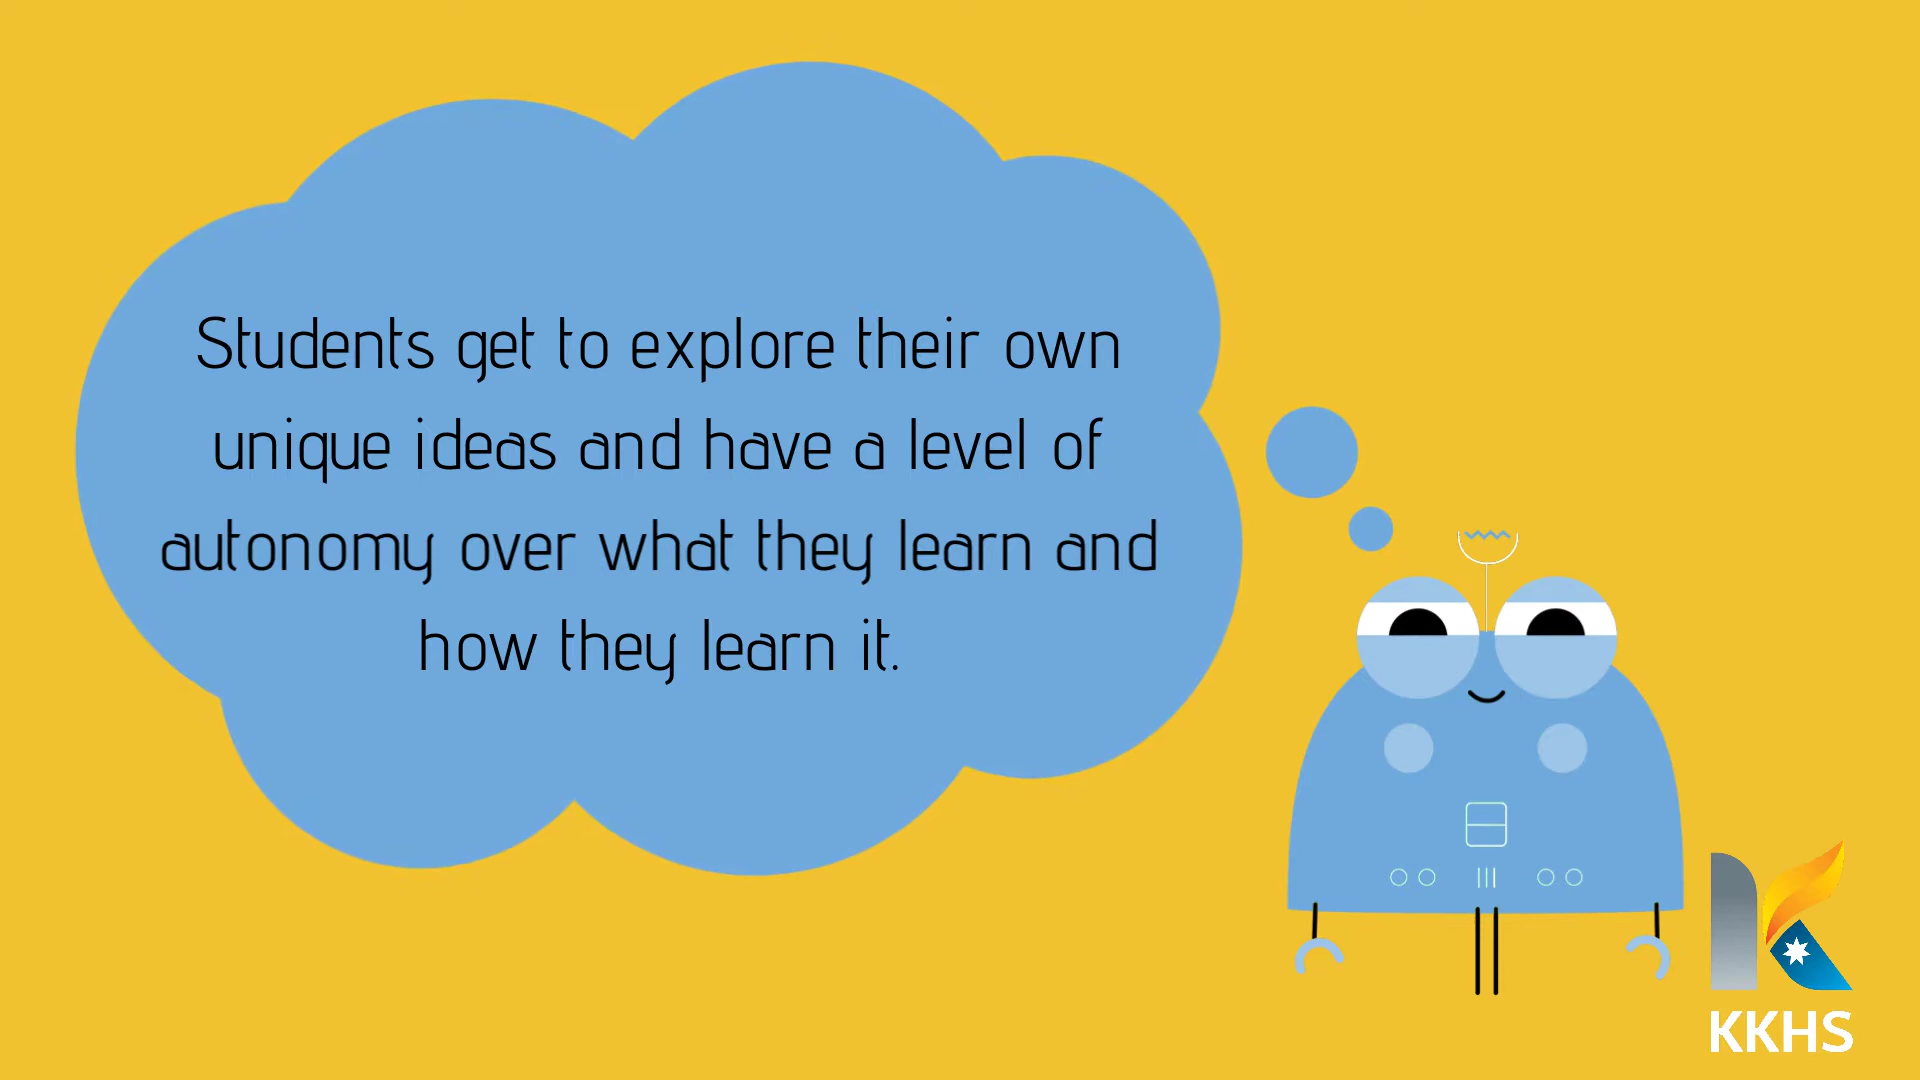 Students get to explore their own
unique ideas and have a level of
autonomy over what they learn and
how they learn it.
KKHS